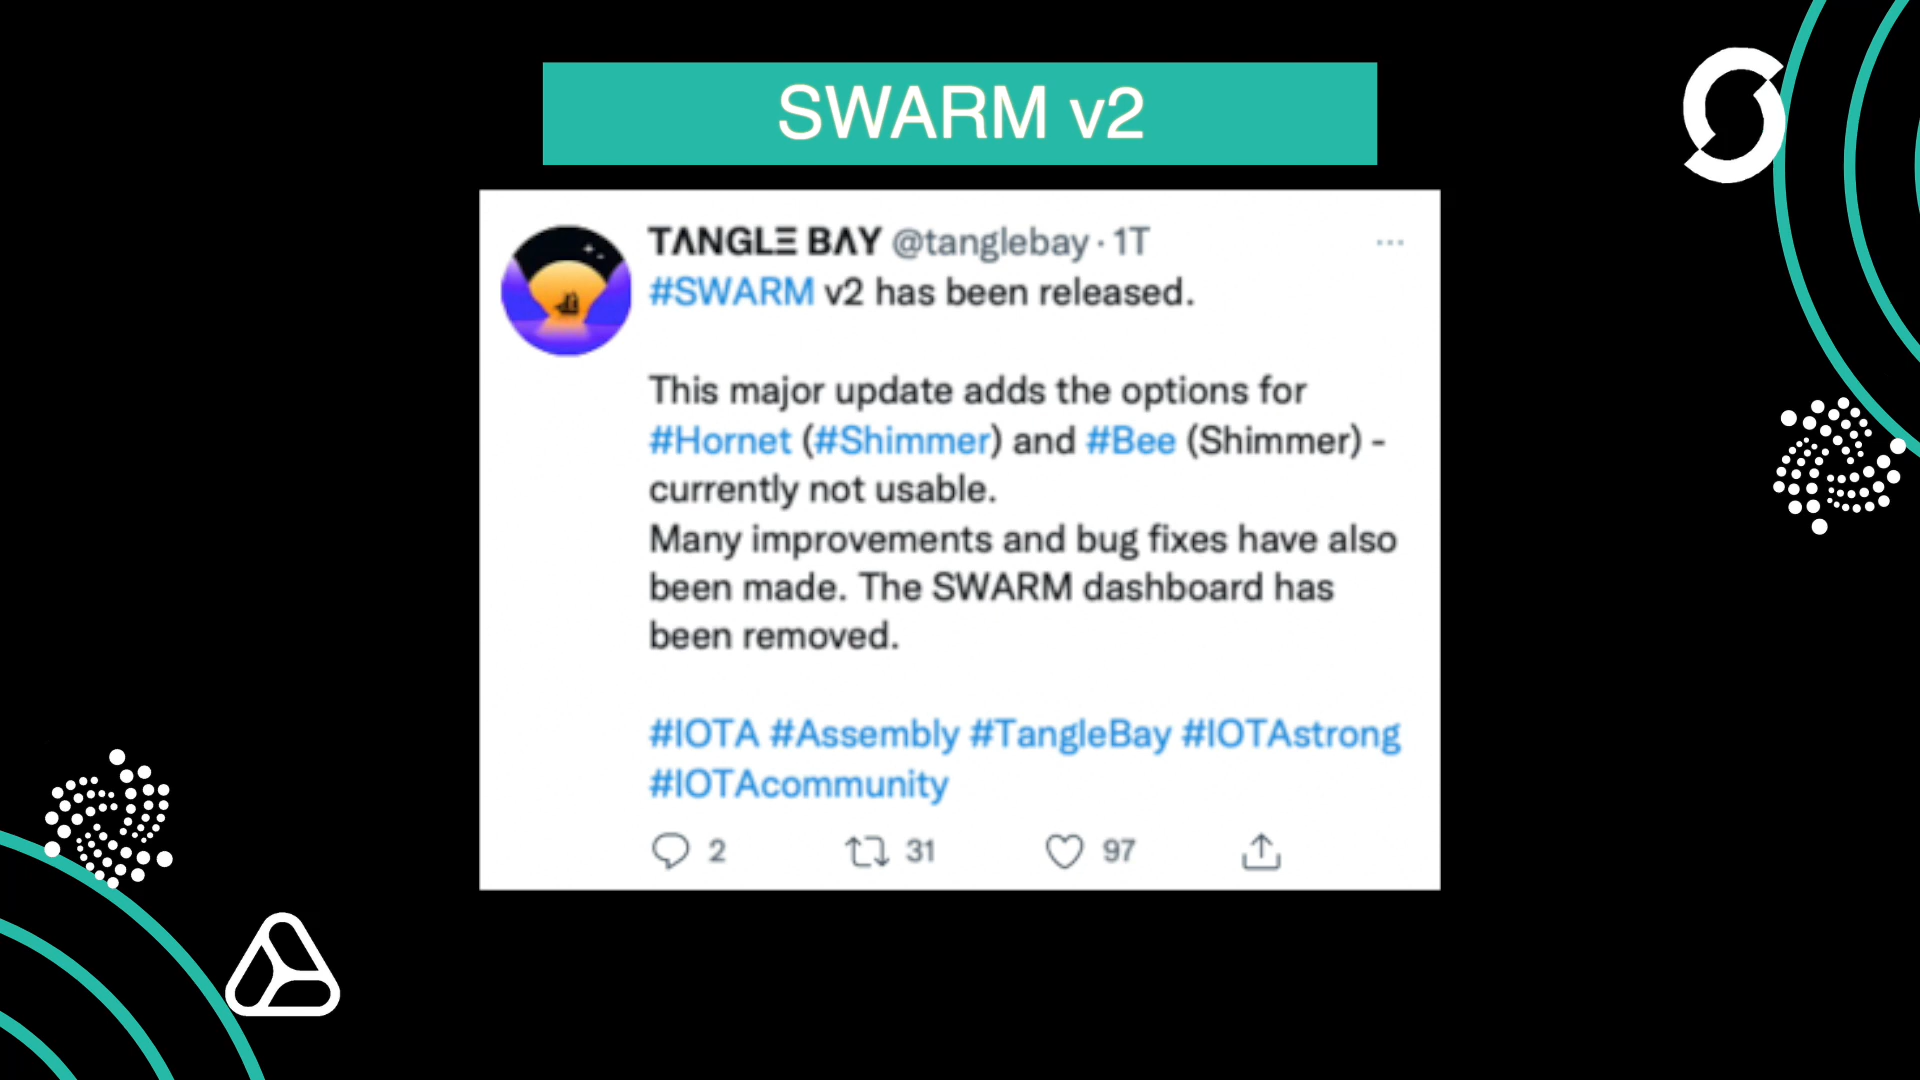 SWARM v2
TANGLE BAY @tanglebay · 1T
#SWARM v2 has been released.
This major update adds the options for
#Hornet (#Shimmer) and #Bee (Shimmer) -
currently not usable.
Many improvements and bug fixes have also
been made. The SWARM dashboard has
been removed.
#IOTA #Assembly #TangleBay #IOTAstrong
#IOTAcommunity
2 31 97